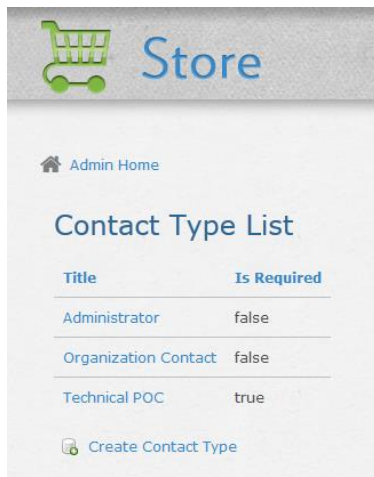 Store
Admin Home
Contact Type List
Title Is Required
Administrator false
Organization Contact false
Technical POC true
Create Contact Type